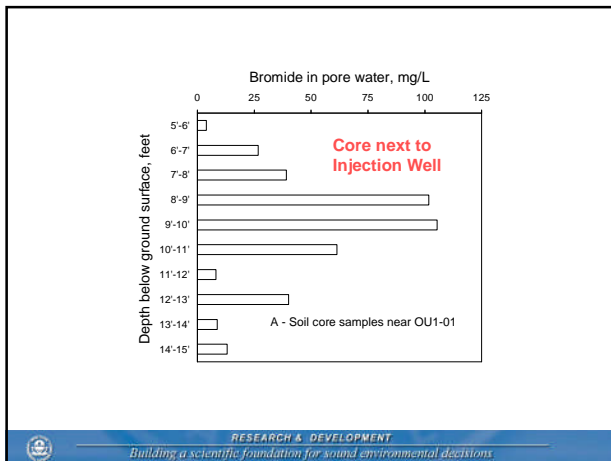 Bromide in pore water, mg/L
0 25 50 75 100 125
Depth below ground surface, feet
5'-6'
6'-7'
7'-8'
8'-9'
9'-10'
10'-11'
11'-12'
12'-13'
13'-14'
14'-15'
Core next to
Injection Well
A - Soil core samples near OU1-01
RESEARCH & DEVELOPMENT
Building a scientific foundation for sound environmental decisions